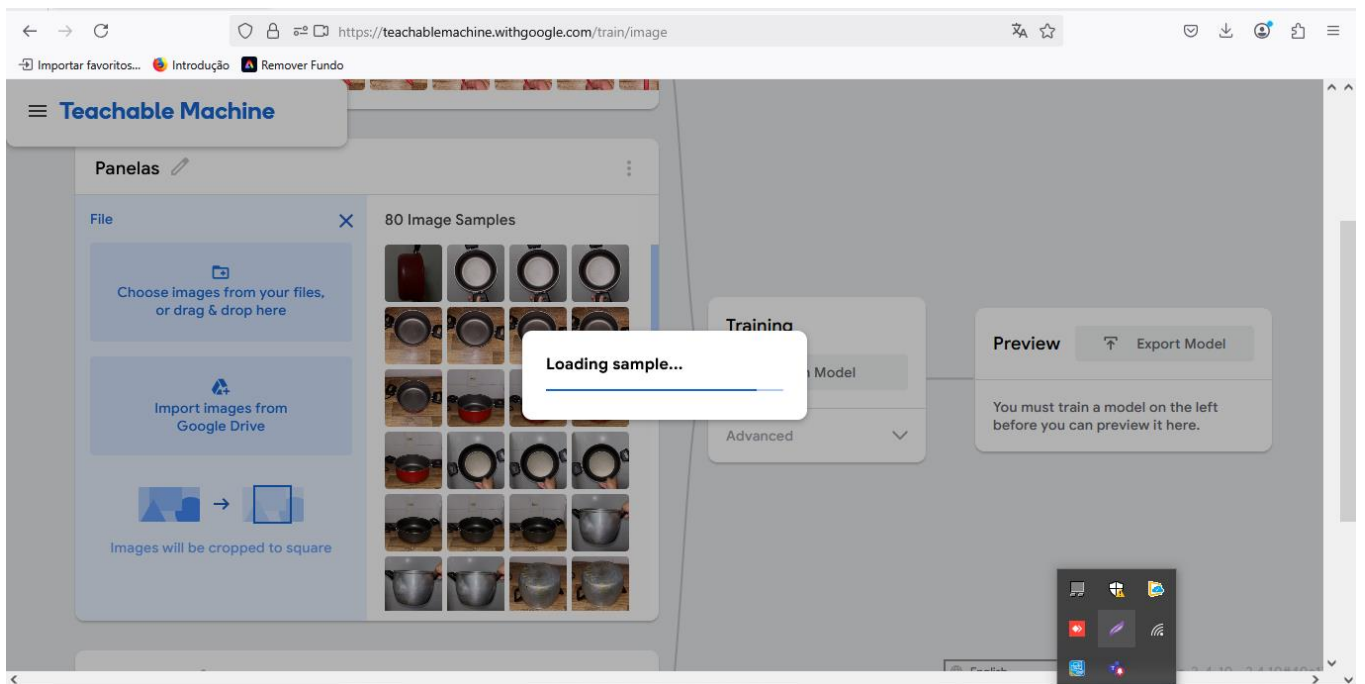 https://teachablemachine.withgoogle.com/train/image
Importar favoritos... Introdução Remover Fundo
Teachable Machine
Panelas
File
80 Image Samples
Choose images from your files,
or drag & drop here
Import images from
Google Drive
Images will be cropped to square
Loading sample...
Training
Model
Advanced
Preview
Export Model
You must train a model on the left
before you can preview it here.
English